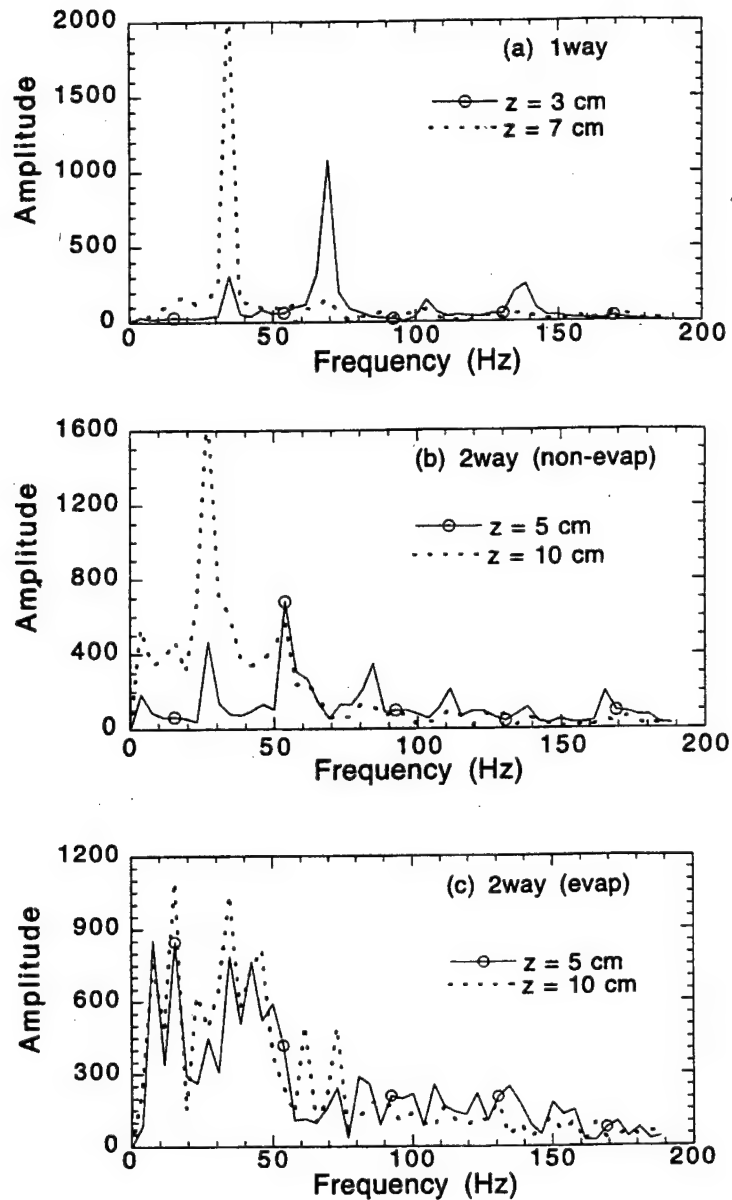 2000
1500
1000
500
0
Amplitude
(a) 1way
z = 3 cm
z = 7 cm
0 50 100 150 200
Frequency (Hz)
1600
1200
800
400
0
Amplitude
(b) 2way (non-evap)
z = 5 cm
z = 10 cm
0 50 100 150 200
Frequency (Hz)
1200
900
600
300
0
Amplitude
(c) 2way (evap)
z = 5 cm
z = 10 cm
0 50 100 150 200
Frequency (Hz)